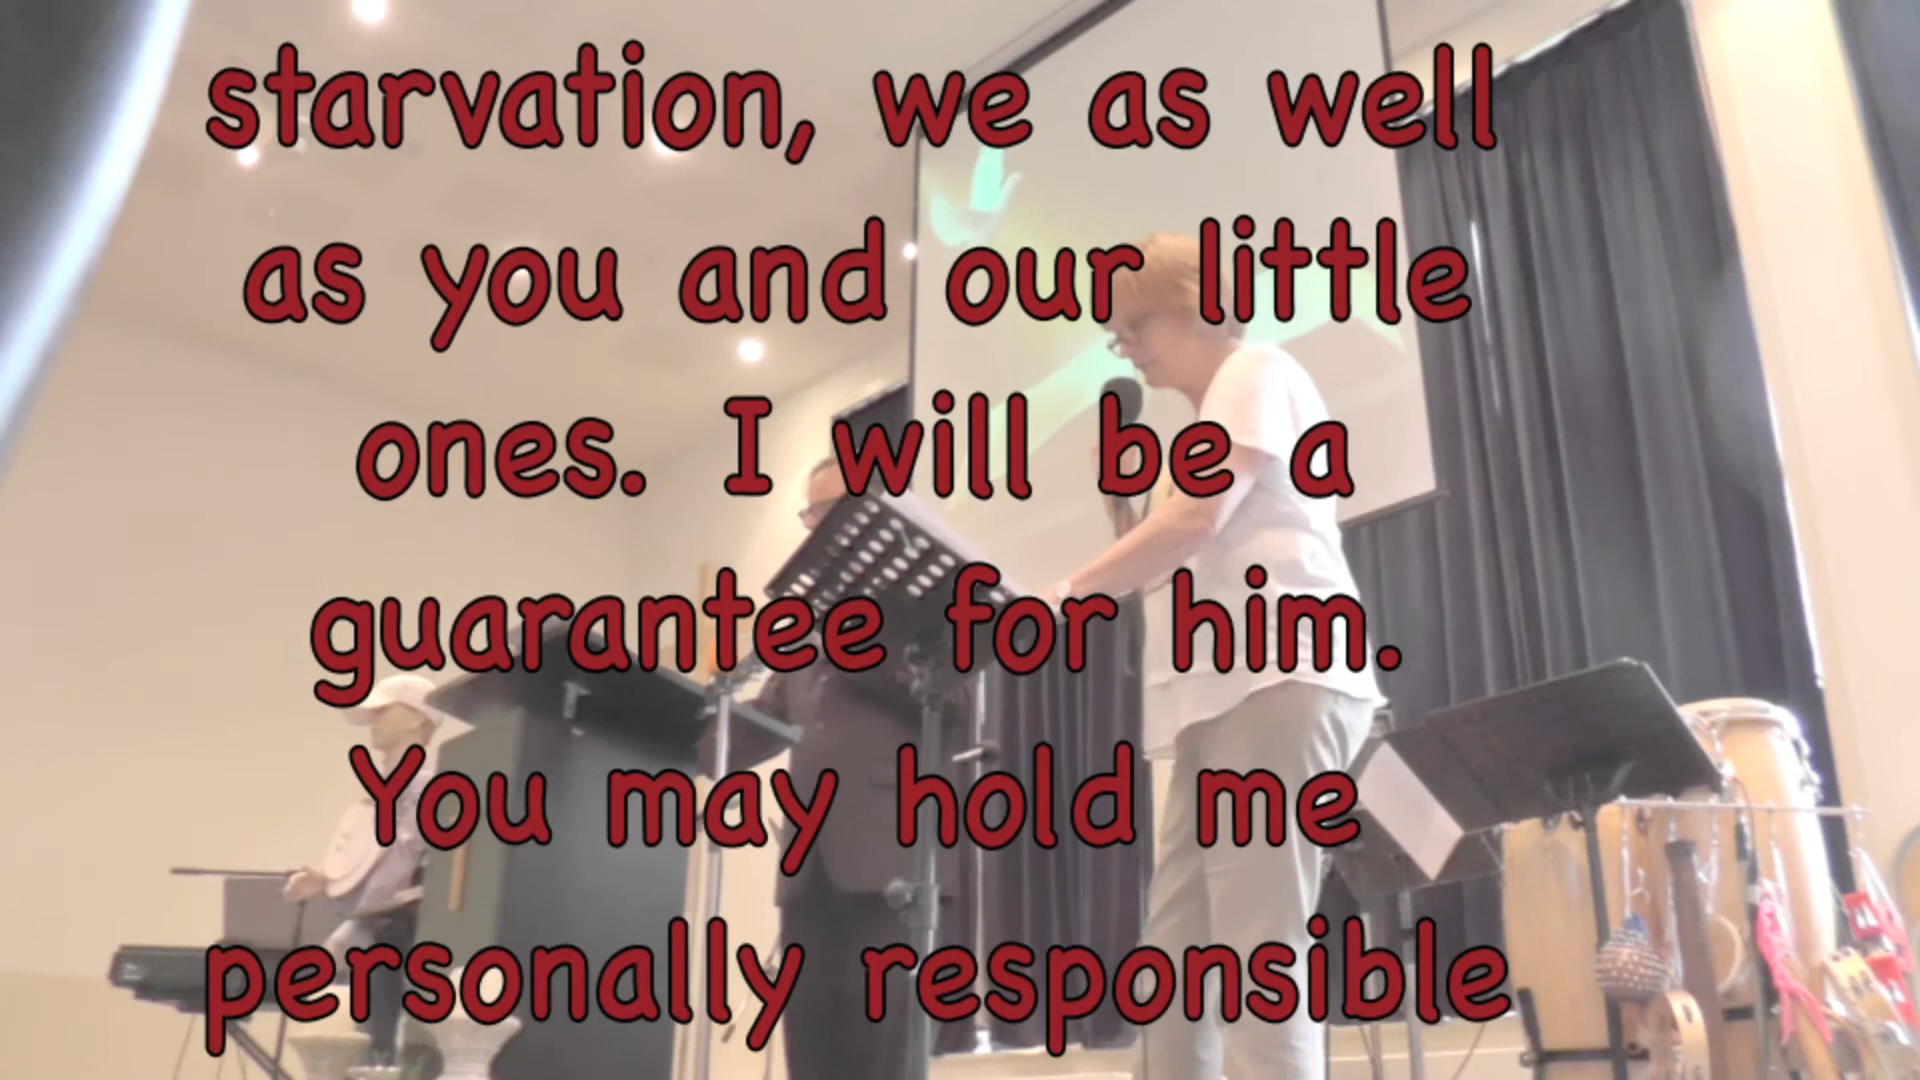 starvation, we as well
as you and our little
ones. I will be a
guarantee for him.
You may hold me
personally responsible